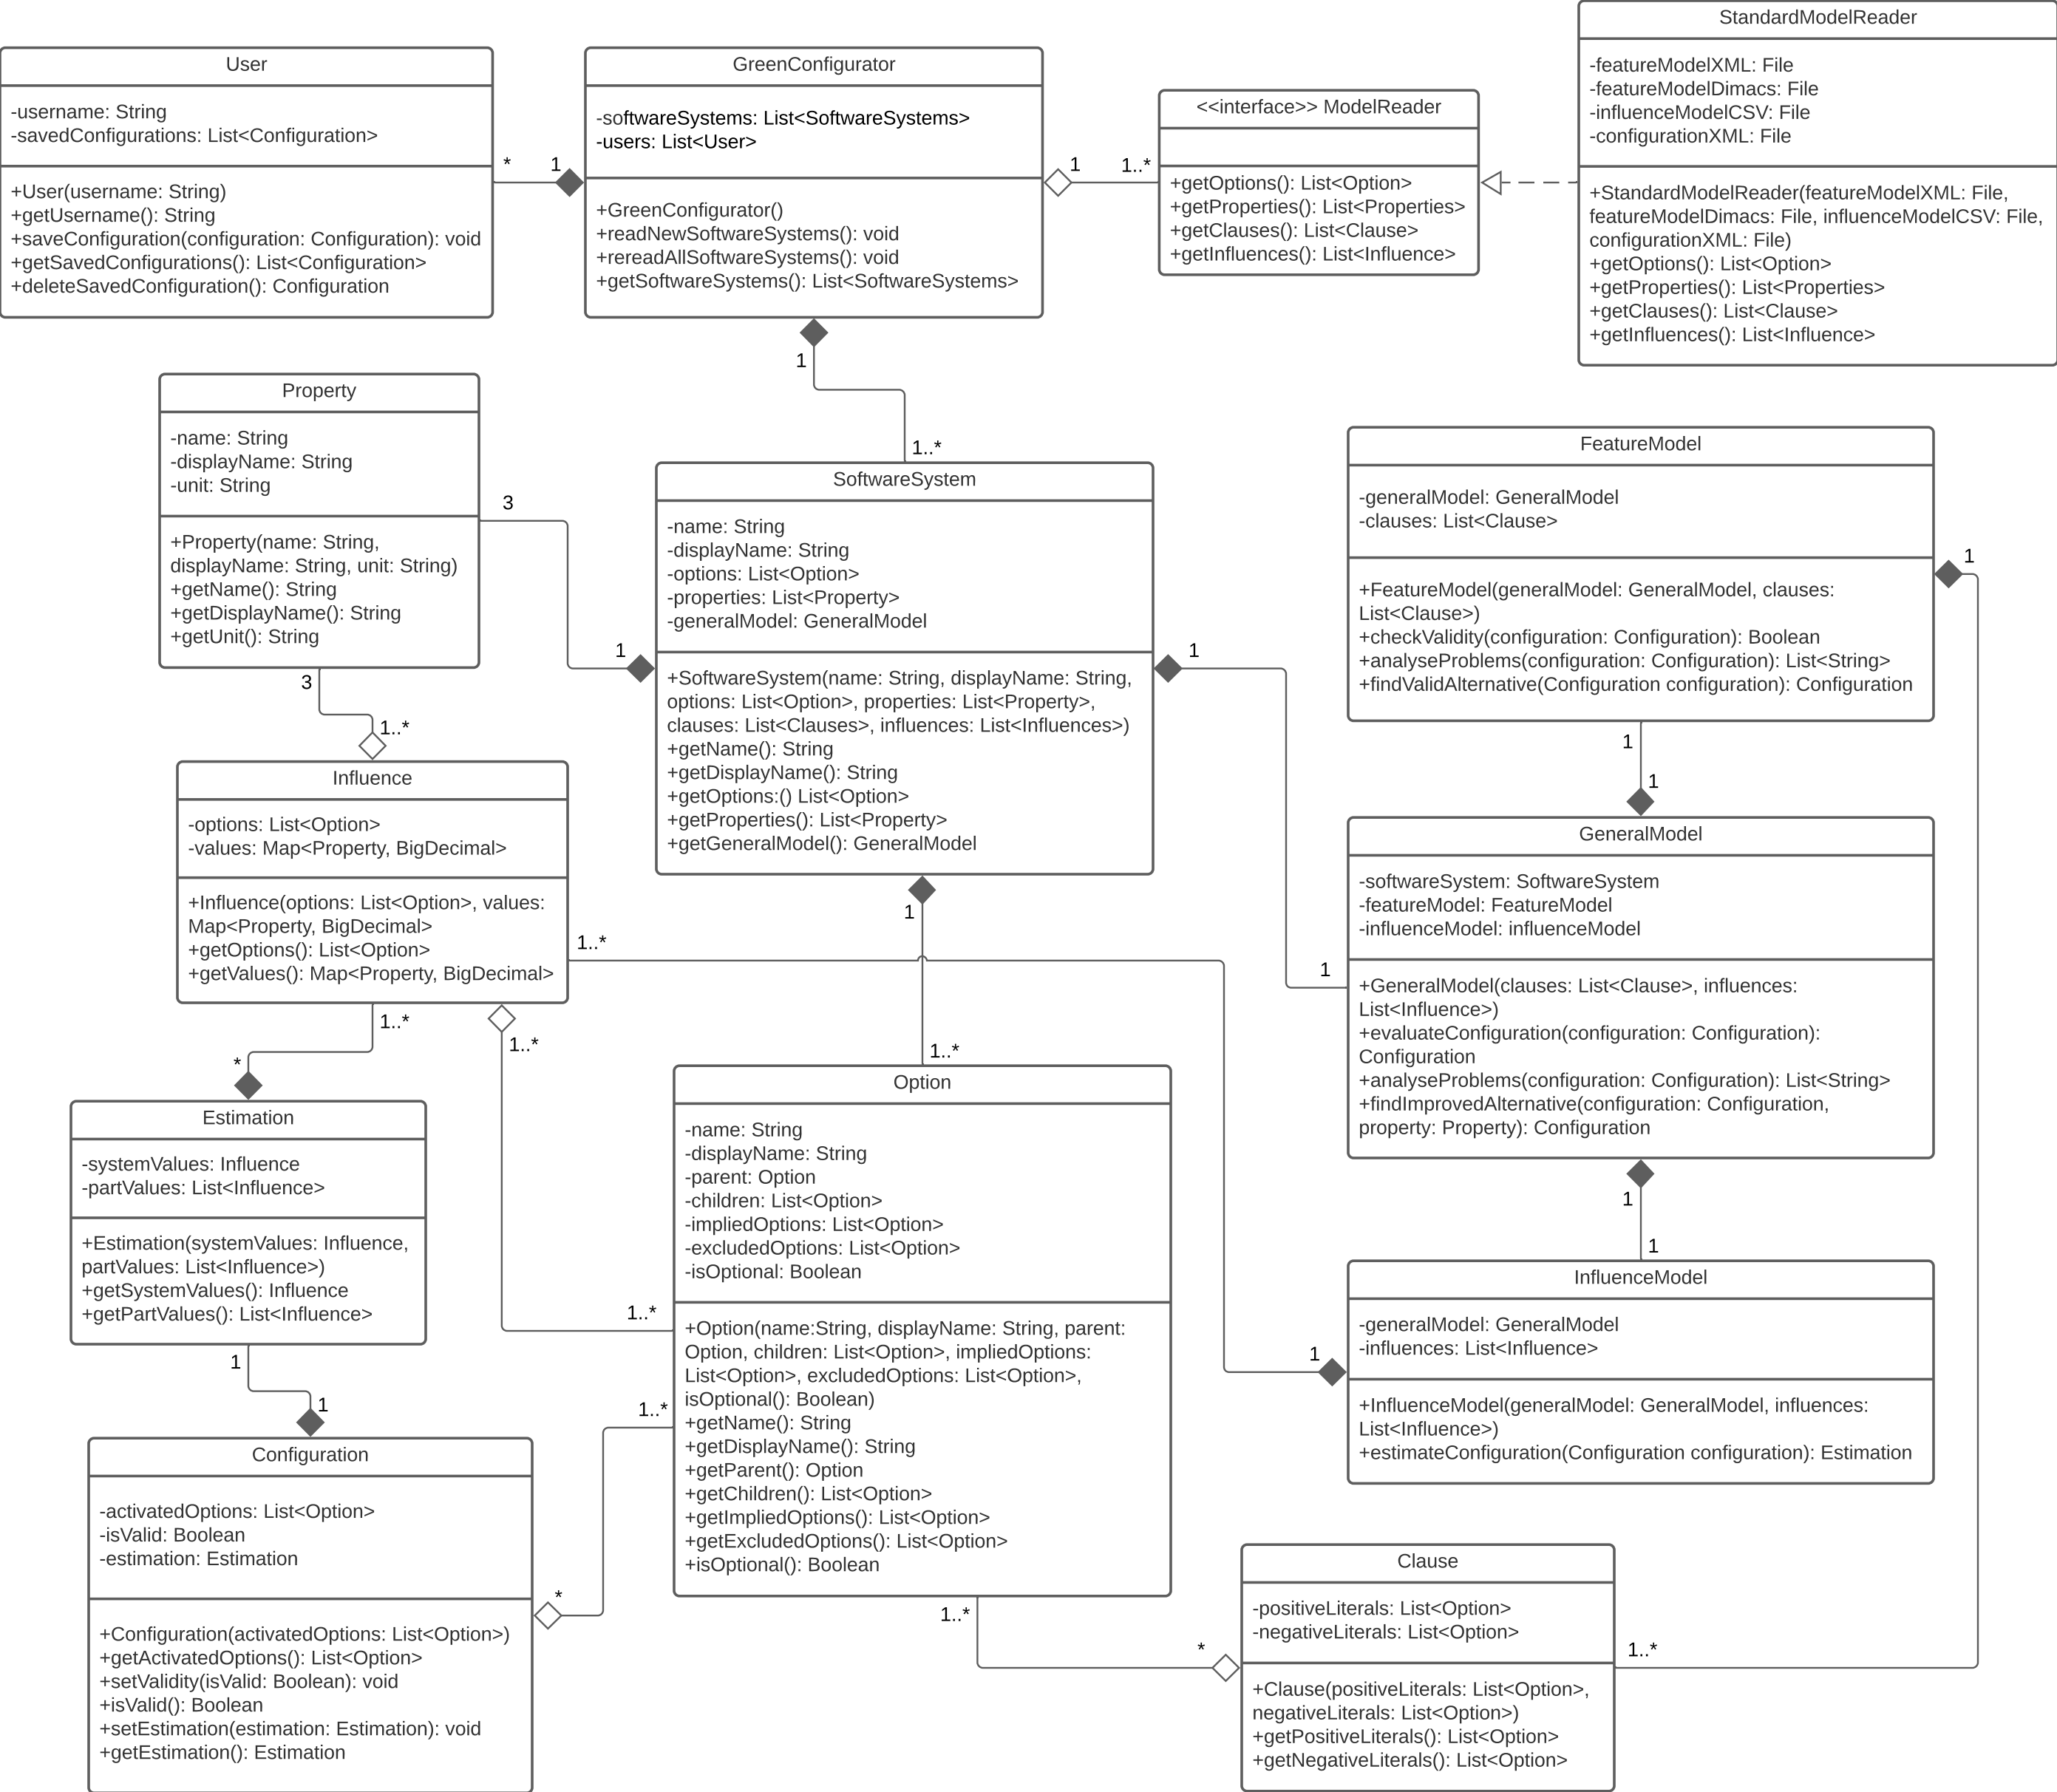 User
-username: String
-savedConfigurations: List<Configuration>
+User(username: String)
+getUsername(): String
+saveConfiguration(configuration: Configuration): void
+getSavedConfigurations(): List<Configuration>
+deleteSavedConfiguration(): Configuration
*
1
GreenConfigurator
-softwareSystems: List<SoftwareSystems>
-users: List<User>
+GreenConfigurator()
+readNewSoftwareSystems(): void
+rereadAllSoftwareSystems(): void
+getSoftwareSystems(): List<SoftwareSystems>
1
1..*
<<interface>> ModelReader
+getOptions(): List<Option>
+getProperties(): List<Properties>
+getClauses(): List<Clause>
+getInfluences(): List<Influence>
StandardModelReader
-featureModelXML: File
-featureModelDimacs: File
-influenceModelCSV: File
-configurationXML: File
+StandardModelReader(featureModelXML: File,
featureModelDimacs: File, influenceModelCSV: File,
configurationXML: File)
+getOptions(): List<Option>
+getProperties(): List<Properties>
+getClauses(): List<Clause>
+getInfluences(): List<Influence>
1
1..*
Property
-name: String
-displayName: String
-unit: String
+Property(name: String,
displayName: String, unit: String)
+getName(): String
+getDisplayName(): String
+getUnit(): String
3
1
3
1..*
SoftwareSystem
-name: String
-displayName: String
-options: List<Option>
-properties: List<Property>
-generalModel: GeneralModel
+SoftwareSystem(name: String, displayName: String,
options: List<Option>, properties: List<Property>,
clauses: List<Clauses>, influences: List<Influences>)
+getName(): String
+getDisplayName(): String
+getOptions:() List<Option>
+getProperties(): List<Property>
+getGeneralModel(): GeneralModel
1
1
1
1..*
FeatureModel
-generalModel: GeneralModel
-clauses: List<Clause>
+FeatureModel(generalModel: GeneralModel, clauses:
List<Clause>)
+checkValidity(configuration: Configuration): Boolean
+analyseProblems(configuration: Configuration): List<String>
+findValidAlternative(Configuration configuration): Configuration
1
1
1
Influence
-options: List<Option>
-values: Map<Property, BigDecimal>
+Influence(options: List<Option>, values:
Map<Property, BigDecimal>
+getOptions(): List<Option>
+getValues(): Map<Property, BigDecimal>
1..*
1..*
1..*
*
GeneralModel
-softwareSystem: SoftwareSystem
-featureModel: FeatureModel
-influenceModel: influenceModel
+GeneralModel(clauses: List<Clause>, influences:
List<Influence>)
+evaluateConfiguration(configuration: Configuration):
Configuration
+analyseProblems(configuration: Configuration): List<String>
+findImprovedAlternative(configuration: Configuration,
property: Property): Configuration
1
1
Estimation
-systemValues: Influence
-partValues: List<Influence>
+Estimation(systemValues: Influence,
partValues: List<Influence>)
+getSystemValues(): Influence
+getPartValues(): List<Influence>
1
1
Option
-name: String
-displayName: String
-parent: Option
-children: List<Option>
-impliedOptions: List<Option>
-excludedOptions: List<Option>
-isOptional: Boolean
+Option(name:String, displayName: String, parent:
Option, children: List<Option>, impliedOptions:
List<Option>, excludedOptions: List<Option>,
isOptional(): Boolean)
+getName(): String
+getDisplayName(): String
+getParent(): Option
+getChildren(): List<Option>
+getImpliedOptions(): List<Option>
+getExcludedOptions(): List<Option>
+isOptional(): Boolean
1..*
1..*
1..*
InfluenceModel
-generalModel: GeneralModel
-influences: List<Influence>
+InfluenceModel(generalModel: GeneralModel, influences:
List<Influence>)
+estimateConfiguration(Configuration configuration): Estimation
1
Configuration
-activatedOptions: List<Option>
-isValid: Boolean
-estimation: Estimation
+Configuration(activatedOptions: List<Option>)
+getActivatedOptions(): List<Option>
+setValidity(isValid: Boolean): void
+isValid(): Boolean
+setEstimation(estimation: Estimation): void
+getEstimation(): Estimation
*
Clause
-positiveLiterals: List<Option>
-negativeLiterals: List<Option>
+Clause(positiveLiterals: List<Option>,
negativeLiterals: List<Option>)
+getPositiveLiterals(): List<Option>
+getNegativeLiterals(): List<Option>
*
1..*